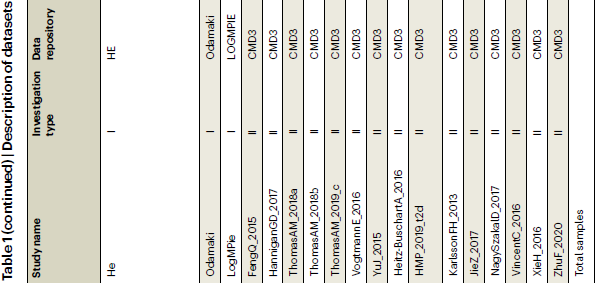 Table 1 (continued) | Description of datasets
Study name Investigation type Data repository
He I HE
Odamaki I Odamaki
LogMPie I LOGMPIE
FengQ_2015 II CMD3
HanniganGD_2017 II CMD3
ThomasAM_2018a II CMD3
ThomasAM_2018b II CMD3
ThomasAM_2019_c II CMD3
VogtmannE_2016 II CMD3
YuJ_2015 II CMD3
Heitz-BuschartA_2016 II CMD3
HMP_2019_t2d II CMD3
KarlssonFH_2013 II CMD3
JieZ_2017 II CMD3
NagySzakalD_2017 II CMD3
VincentC_2016 II CMD3
XieH_2016 II CMD3
ZhuF_2020 II CMD3
Total samples